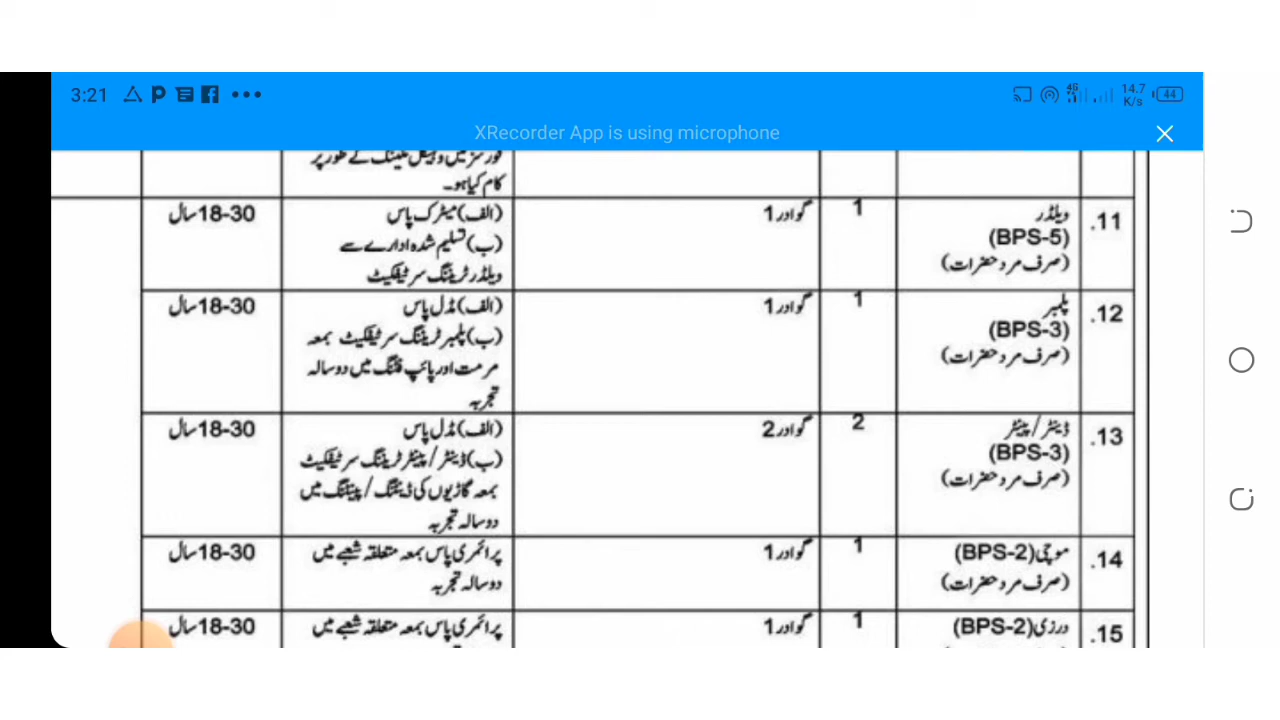 3:21
14.7
K/s
44
XRecorder App is using microphone
کام کیا ہو۔
11.
ویلڈر
(BPS-5)
(صرف مرد حضرات)
1
گوادر 1
(الف) میٹرک پاس
(ب) تسلیم شدہ ادارے سے
ویلڈر ٹریننگ سرٹیفکیٹ
18-30 سال
12.
پلمبر
(BPS-3)
(صرف مرد حضرات)
1
گوادر 1
(الف) مڈل پاس
(ب) پلمبر ٹریننگ سرٹیفکیٹ بمعہ
مرمت اور پائپ فٹنگ میں دو سالہ
تجربہ
18-30 سال
13.
ڈینٹر / پینٹر
(BPS-3)
(صرف مرد حضرات)
2
گوادر 2
(الف) مڈل پاس
(ب) ڈینٹر / پینٹر ٹریننگ سرٹیفکیٹ
بمعہ گاڑیوں کی ڈینٹنگ / پینٹنگ میں
دو سالہ تجربہ
18-30 سال
14.
موچی (BPS-2)
(صرف مرد حضرات)
1
گوادر 1
پرائمری پاس بمعہ متعلقہ شعبے میں
دو سالہ تجربہ
18-30 سال
15.
درزی (BPS-2)
1
گوادر 1
پرائمری پاس بمعہ متعلقہ شعبے میں
18-30 سال